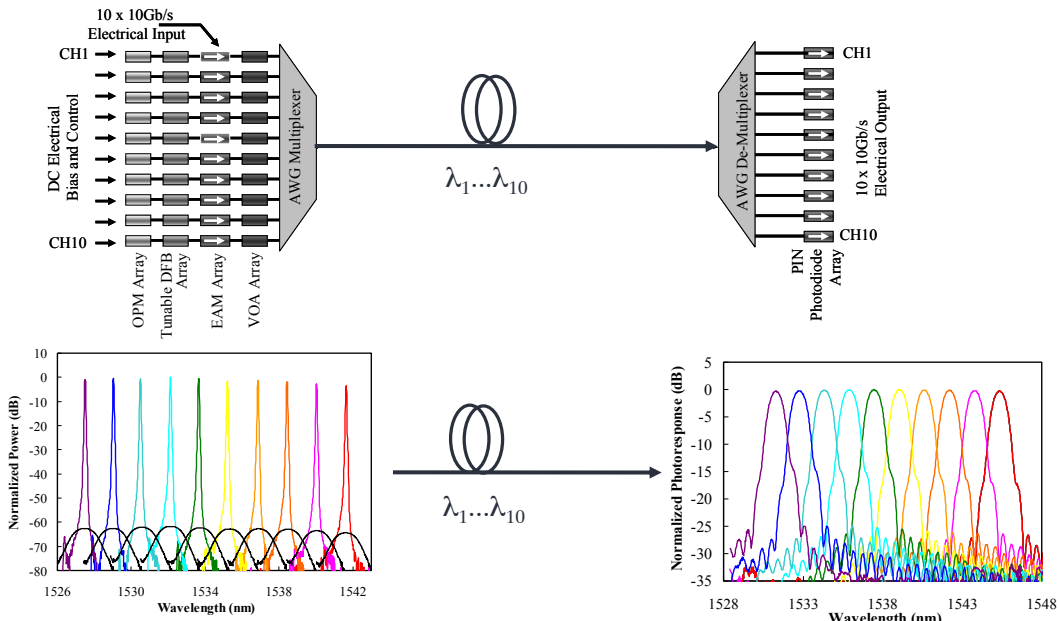 10 x 10Gb/s
Electrical Input
CH1
CH10
DC Electrical
Bias and Control
OPM Array
Tunable DFB
Array
EAM Array
VOA Array
AWG Multiplexer
λ1...λ10
AWG De-Multiplexer
CH1
CH10
10 x 10Gb/s
Electrical Output
PIN
Photodiode
Array
Normalized Power (dB)
10
0
-10
-20
-30
-40
-50
-60
-70
-80
1526
1530
1534
1538
1542
Wavelength (nm)
λ1...λ10
Normalized Photoresponse (dB)
5
0
-5
-10
-15
-20
-25
-30
-35
1528
1533
1538
1543
1548
Wavelength (nm)